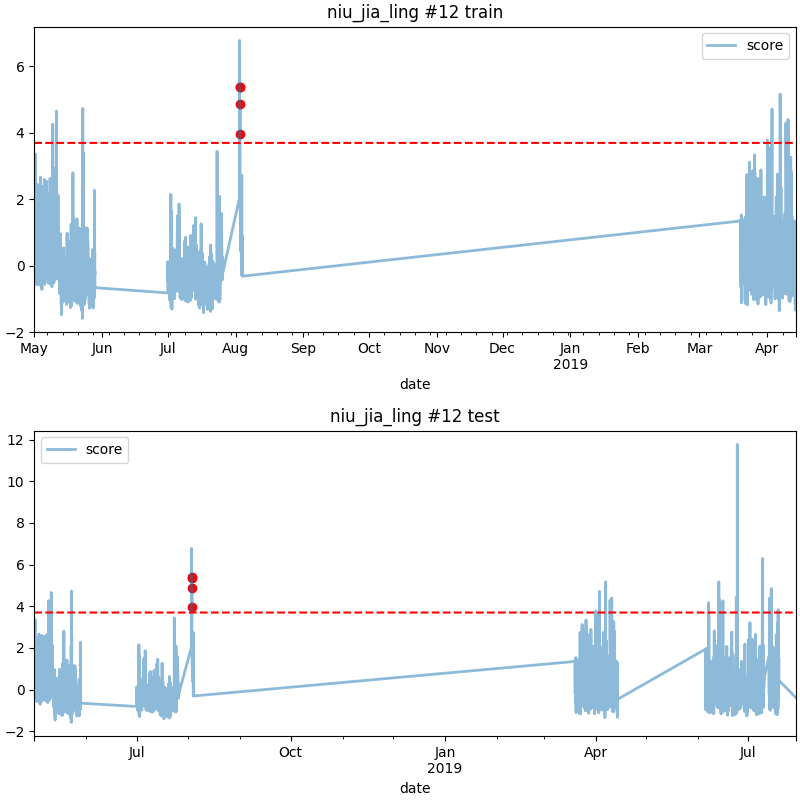 niu_jia_ling #12 train
score
6
4
2
0
−2
May Jun Jul Aug Sep Oct Nov Dec Jan Feb Mar Apr
2019
date
niu_jia_ling #12 test
score
12
10
8
6
4
2
0
−2
Jul Oct Jan Apr Jul
2019
date